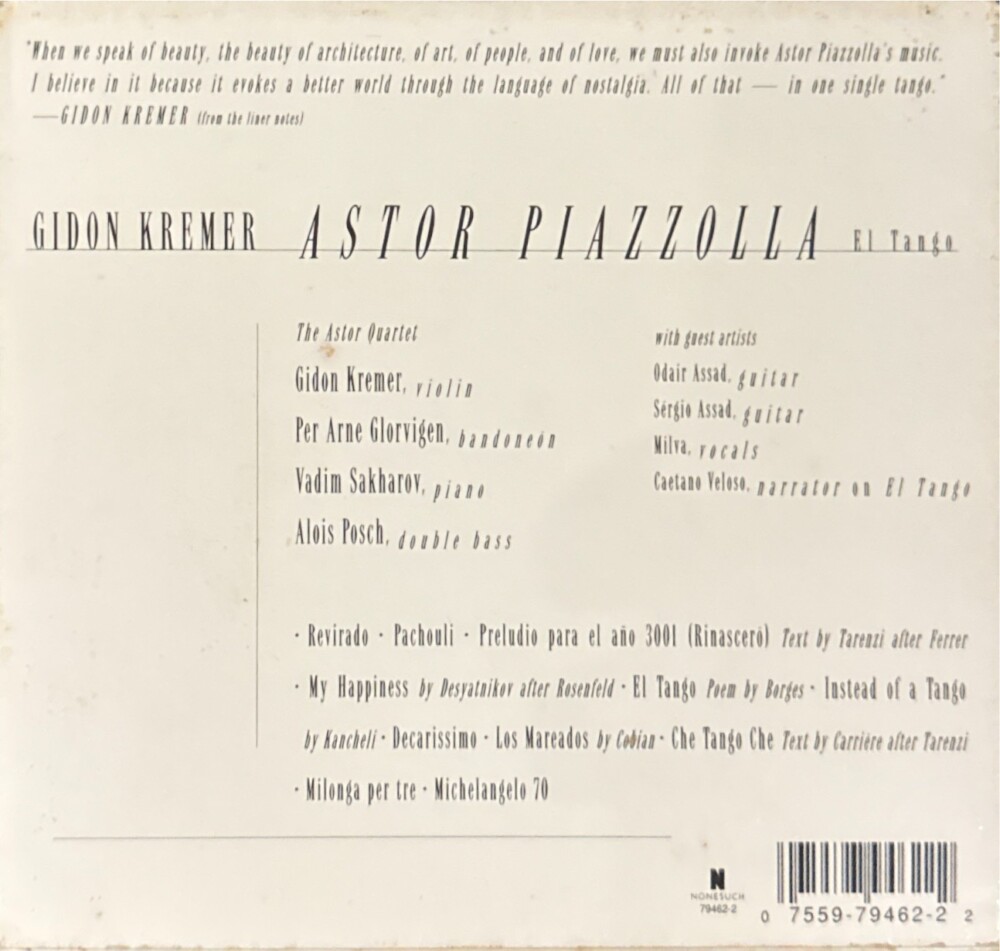 "When we speak of beauty, the beauty of architecture, of art, of people, and of love, we must also invoke Astor Piazzolla's music.
I believe in it because it evokes a better world through the language of nostalgia. All of that — in one single tango."
—GIDON KREMER (from the liner notes)
GIDON KREMER ASTOR PIAZZOLLA El Tango
The Astor Quartet
Gidon Kremer, violin
Per Arne Glorvigen, bandoneón
Vadim Sakharov, piano
Alois Posch, double bass
with guest artists
Odair Assad, guitar
Sérgio Assad, guitar
Milva, vocals
Caetano Veloso, narrator on El Tango
· Revirado · Pachouli · Preludio para el año 3001 (Rinascerò) Text by Tarenzi after Ferrer
· My Happiness by Desyatnikov after Rosenfeld · El Tango Poem by Borges · Instead of a Tango
by Kancheli · Decarissimo · Los Mareados by Cobian · Che Tango Che Text by Carrière after Tarenzi
· Milonga per tre · Michelangelo 70
N
NONESUCH
79462-2
0 7559-79462-2 2